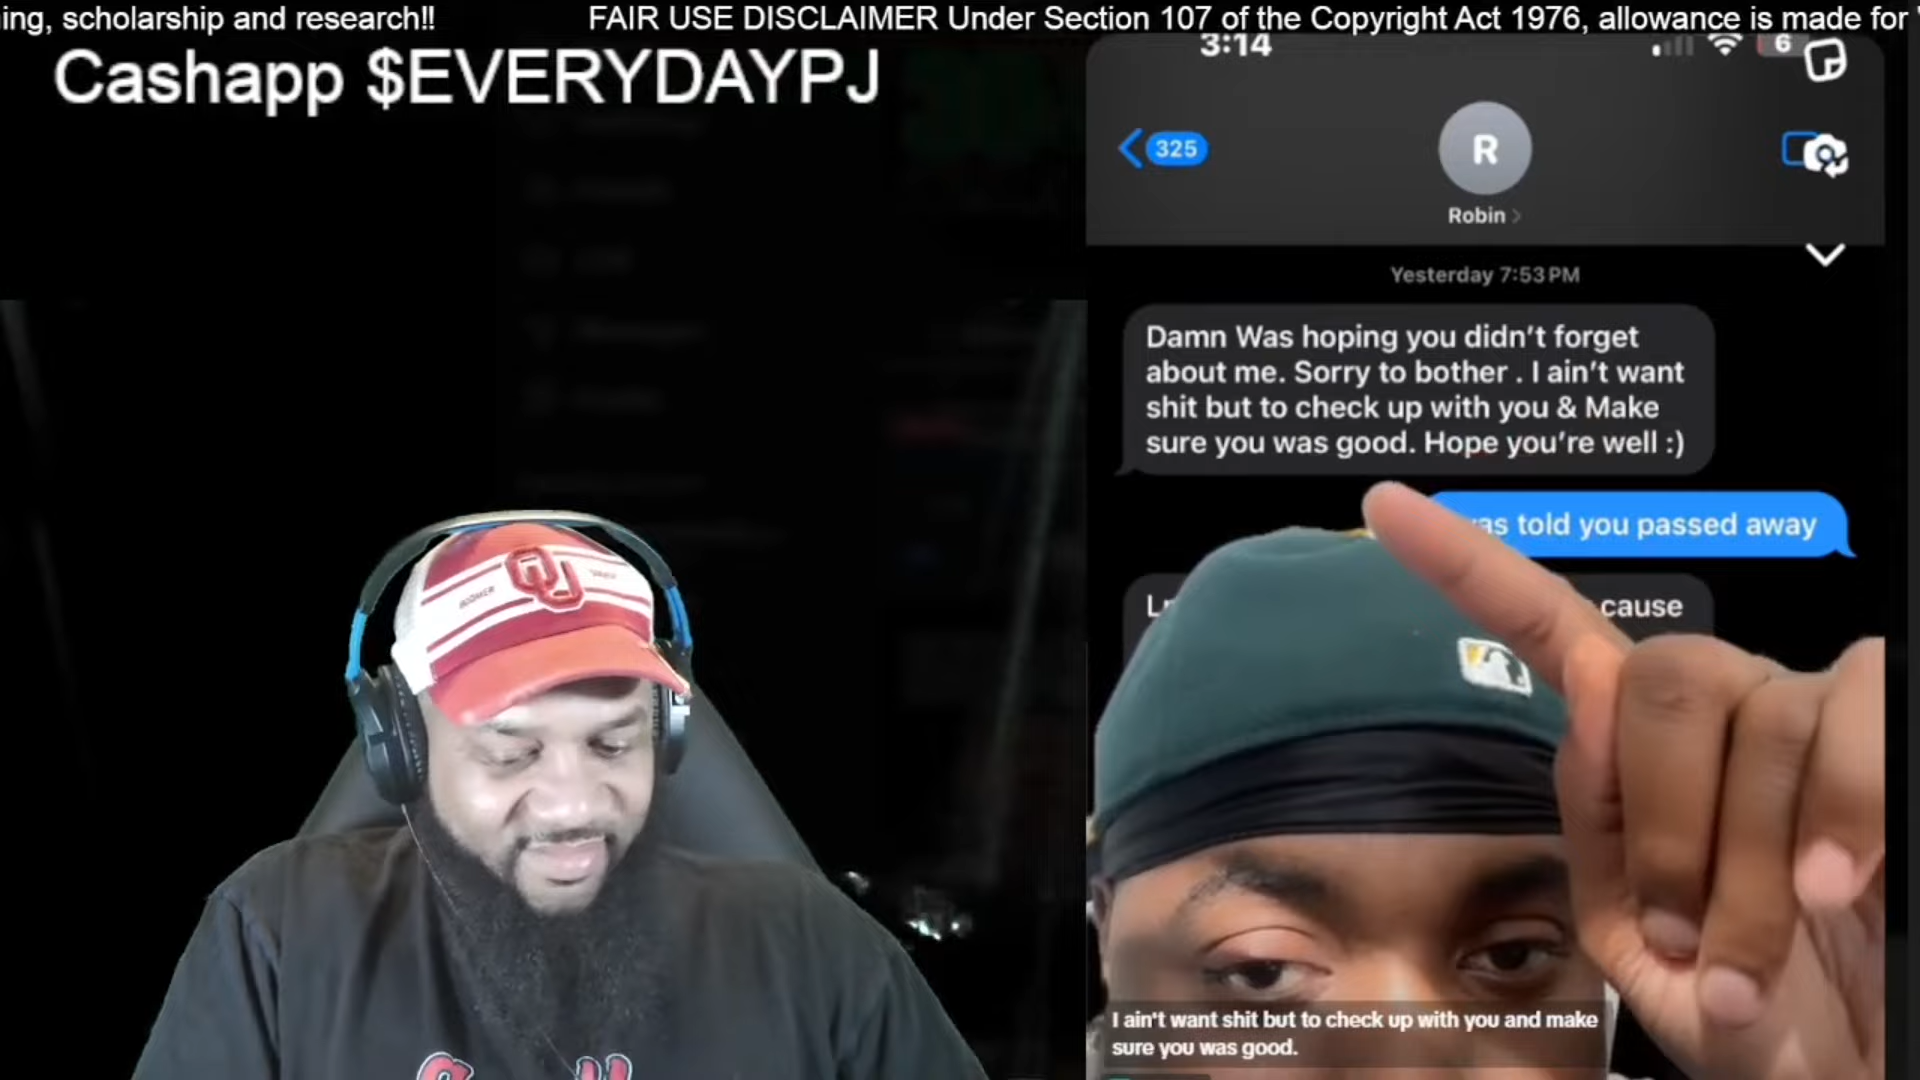 ing, scholarship and research!!
FAIR USE DISCLAIMER Under Section 107 of the Copyright Act 1976, allowance is made for
Cashapp $EVERYDAYPJ
3:14
6
325
R
Robin
Yesterday 7:53 PM
Damn Was hoping you didn't forget
about me. Sorry to bother . I ain't want
shit but to check up with you & Make
sure you was good. Hope you're well :)
told you passed away
cause
BOOMER
OU
I ain't want shit but to check up with you and make
sure you was good.